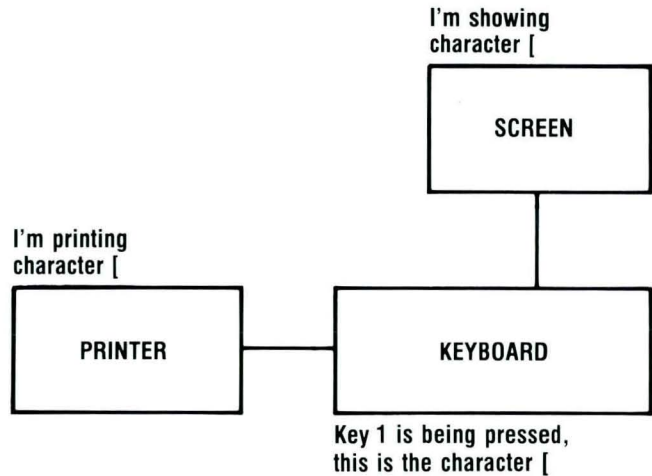 I'm showing
character [
SCREEN
I'm printing
character [
PRINTER
KEYBOARD
Key 1 is being pressed,
this is the character [